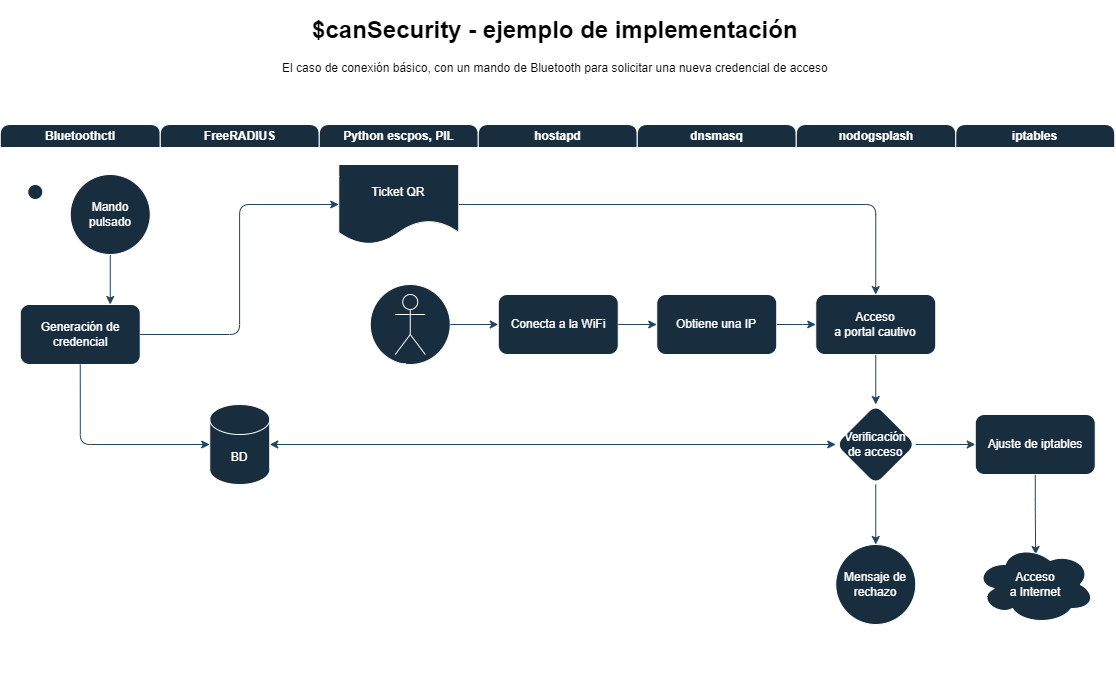 $canSecurity - ejemplo de implementación
El caso de conexión básico, con un mando de Bluetooth para solicitar una nueva credencial de acceso
Bluetoothctl
FreeRADIUS
Python escpos, PIL
hostapd
dnsmasq
nodogsplash
iptables
Mando
pulsado
Ticket QR
Generación de
credencial
Conecta a la WiFi
Obtiene una IP
Acceso
a portal cautivo
BD
Verificación
de acceso
Ajuste de iptables
Mensaje de
rechazo
Acceso
a Internet